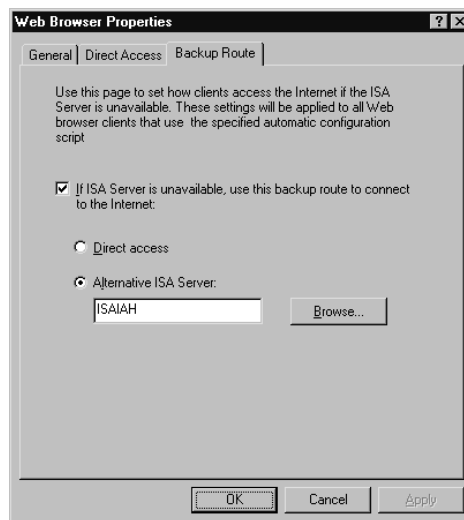 Web Browser Properties
General
Direct Access
Backup Route
Use this page to set how clients access the Internet if the ISA
Server is unavailable. These settings will be applied to all Web
browser clients that use the specified automatic configuration
script
If ISA Server is unavailable, use this backup route to connect
to the Internet:
Direct access
Alternative ISA Server:
ISAIAH
Browse...
OK
Cancel
Apply